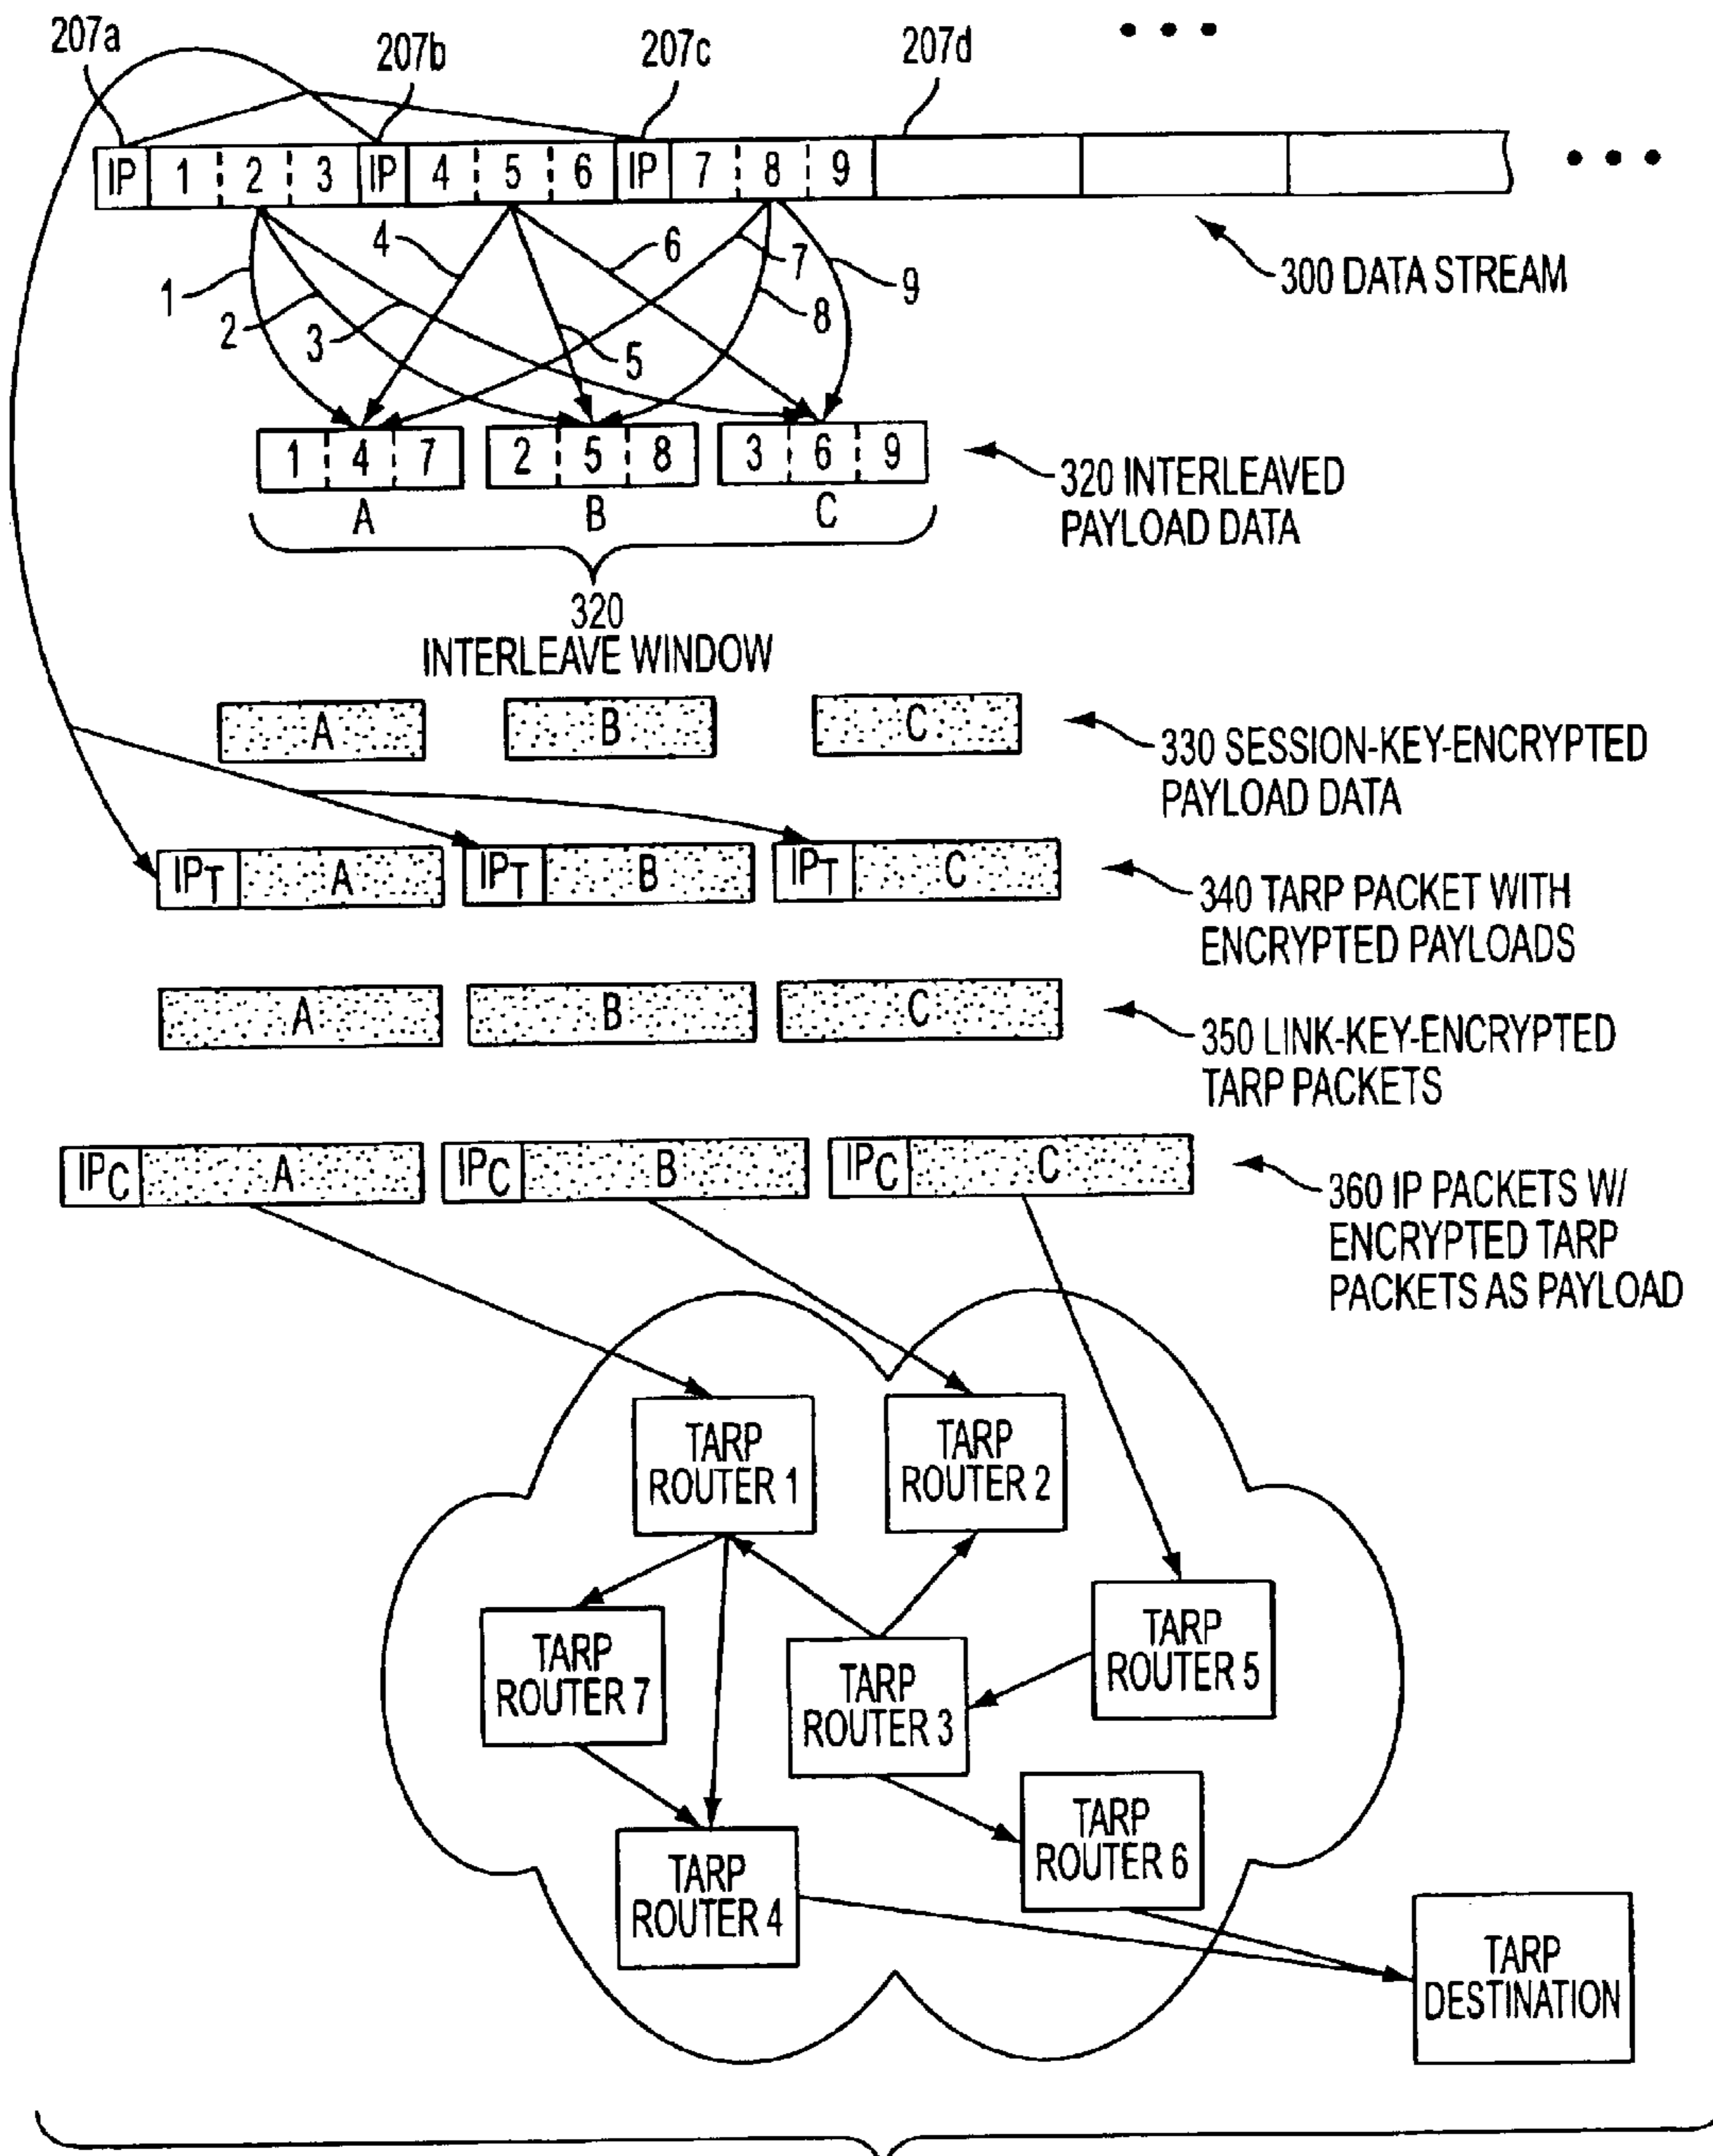 207a
207b
207c
207d
IP 1 2 3 IP 4 5 6 IP 7 8 9
300 DATA STREAM
1
2
3
4
5
6
7
8
9
1 4 7
2 5 8
3 6 9
A
B
C
320 INTERLEAVED
PAYLOAD DATA
320
INTERLEAVE WINDOW
A
B
C
330 SESSION-KEY-ENCRYPTED
PAYLOAD DATA
IPT A
IPT B
IPT C
340 TARP PACKET WITH
ENCRYPTED PAYLOADS
A
B
C
350 LINK-KEY-ENCRYPTED
TARP PACKETS
IPC A
IPC B
IPC C
360 IP PACKETS W/
ENCRYPTED TARP
PACKETS AS PAYLOAD
TARP
ROUTER 1
TARP
ROUTER 2
TARP
ROUTER 7
TARP
ROUTER 3
TARP
ROUTER 5
TARP
ROUTER 4
TARP
ROUTER 6
TARP
DESTINATION